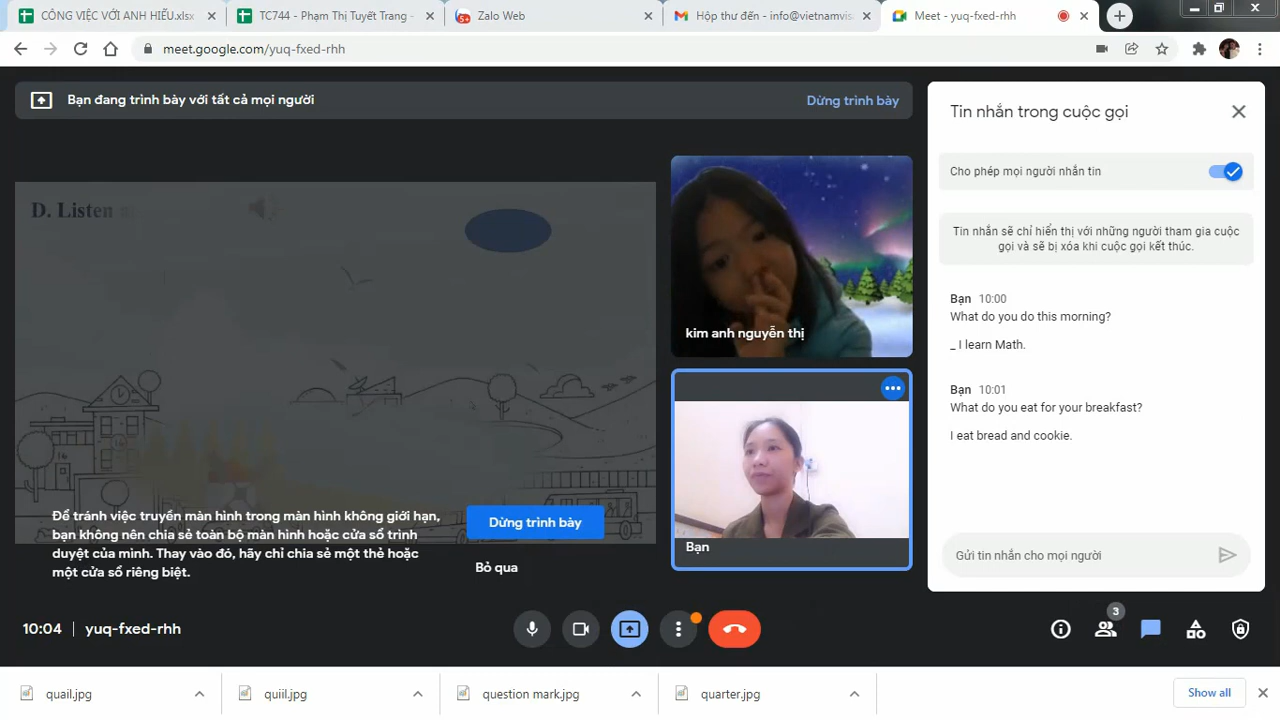 CÔNG VIỆC VỚI ANH HIẾU.xlsx
TC744 - Phạm Thị Tuyết Trang -
Zalo Web
5+
Hộp thư đến - info@vietnamvis
Meet - yuq-fxed-rhh
meet.google.com/yuq-fxed-rhh
Bạn đang trình bày với tất cả mọi người
Dừng trình bày
D. Listen
kim anh nguyễn thị
Để tránh việc truyền màn hình trong màn hình không giới hạn,
bạn không nên chia sẻ toàn bộ màn hình hoặc cửa sổ trình
duyệt của mình. Thay vào đó, hãy chỉ chia sẻ một thẻ hoặc
một cửa sổ riêng biệt.
Dừng trình bày
Bỏ qua
Bạn
Tin nhắn trong cuộc gọi
Cho phép mọi người nhắn tin
Tin nhắn sẽ chỉ hiển thị với những người tham gia cuộc
gọi và sẽ bị xóa khi cuộc gọi kết thúc.
Bạn 10:00
What do you do this morning?
_ I learn Math.
Bạn 10:01
What do you eat for your breakfast?
I eat bread and cookie.
Gửi tin nhắn cho mọi người
10:04 | yuq-fxed-rhh
3
quail.jpg
quiil.jpg
question mark.jpg
quarter.jpg
Show all